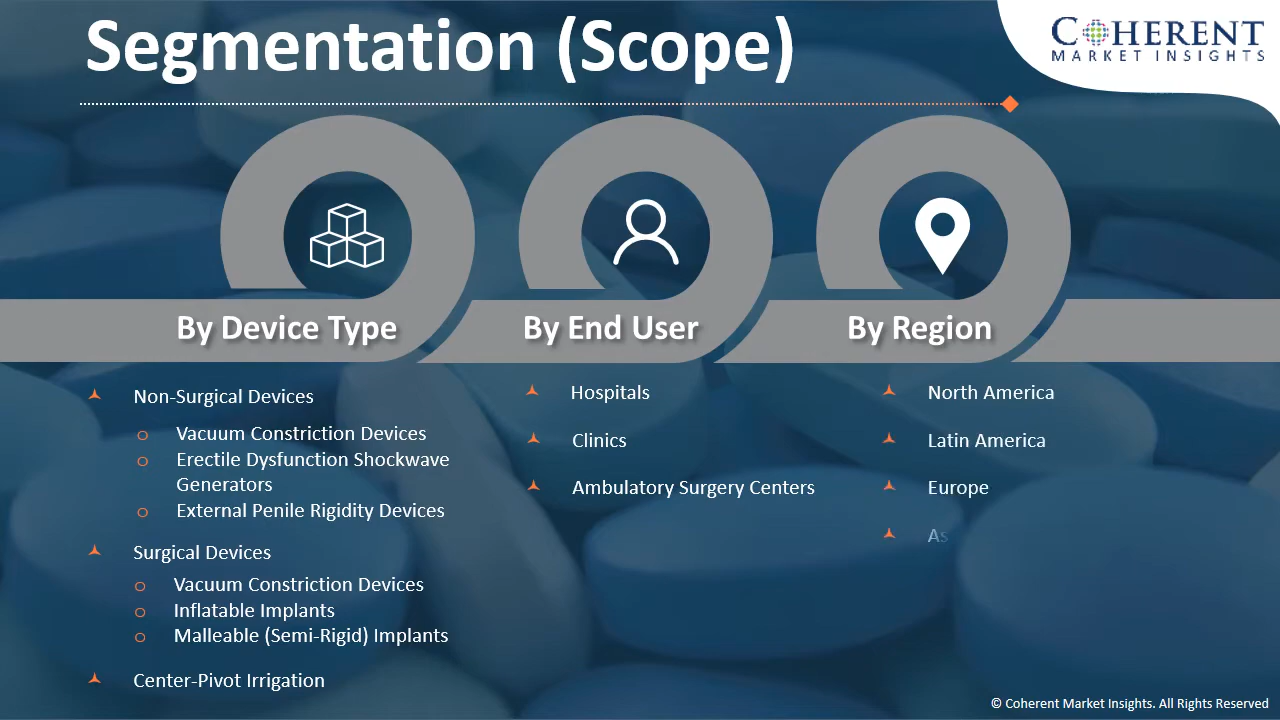 Segmentation (Scope)
COHERENT
MARKET INSIGHTS
By Device Type
Non-Surgical Devices
Vacuum Constriction Devices
Erectile Dysfunction Shockwave
Generators
External Penile Rigidity Devices
Surgical Devices
Vacuum Constriction Devices
Inflatable Implants
Malleable (Semi-Rigid) Implants
Center-Pivot Irrigation
By End User
Hospitals
Clinics
Ambulatory Surgery Centers
By Region
North America
Latin America
Europe
As
© Coherent Market Insights. All Rights Reserved